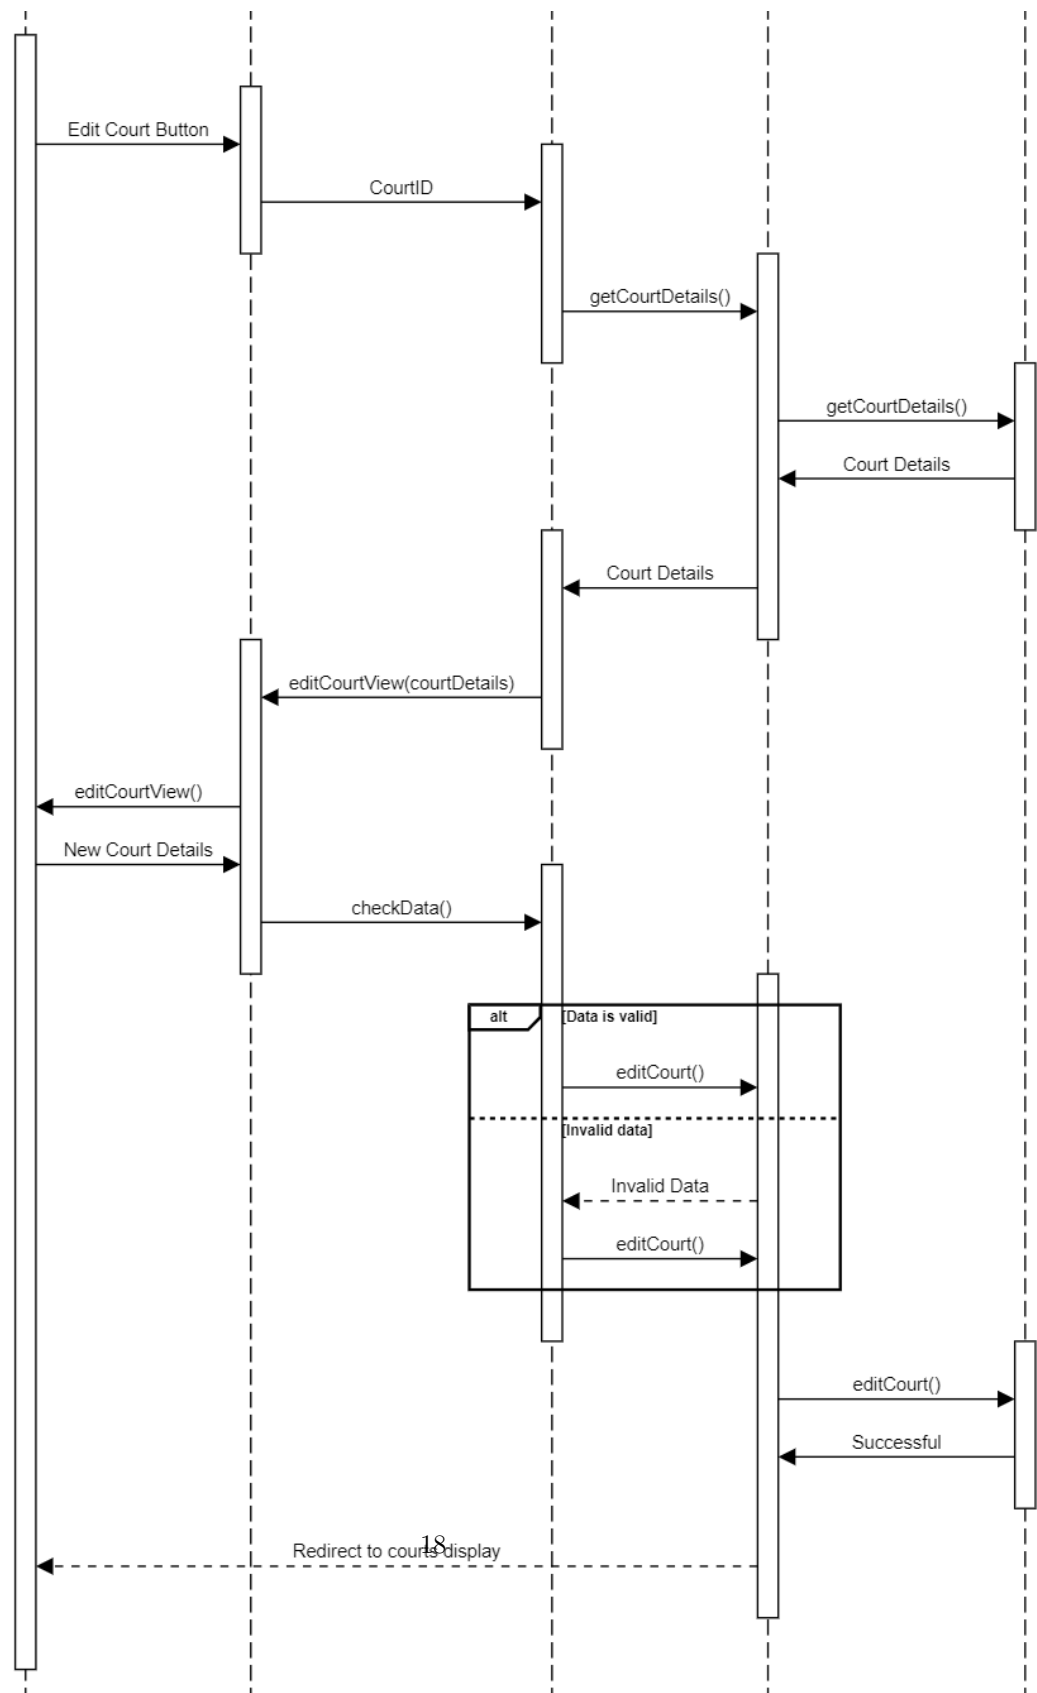 Edit Court Button
CourtID
getCourtDetails()
getCourtDetails()
Court Details
Court Details
editCourtView(courtDetails)
editCourtView()
New Court Details
checkData()
alt
[Data is valid]
editCourt()
[Invalid data]
Invalid Data
editCourt()
editCourt()
Successful
18
Redirect to courts display